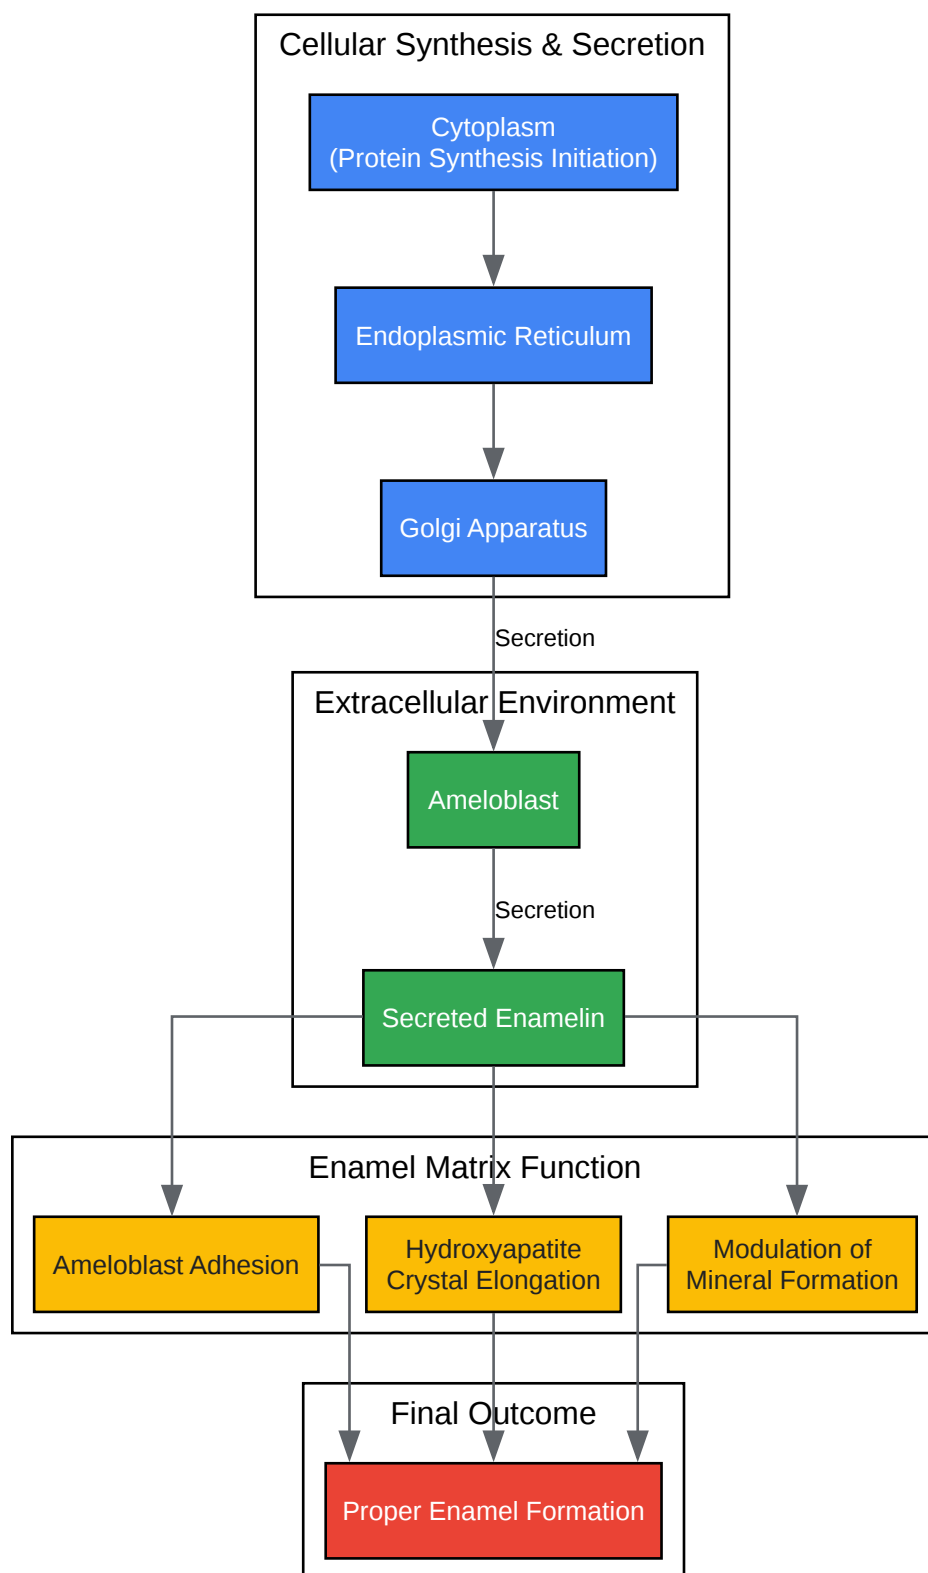 Cellular Synthesis & Secretion
Cytoplasm
(Protein Synthesis Initiation)
Endoplasmic Reticulum
Golgi Apparatus
Secretion
Extracellular Environment
Ameloblast
Secretion
Secreted Enamelin
Enamel Matrix Function
Ameloblast Adhesion
Hydroxyapatite
Crystal Elongation
Modulation of
Mineral Formation
Final Outcome
Proper Enamel Formation